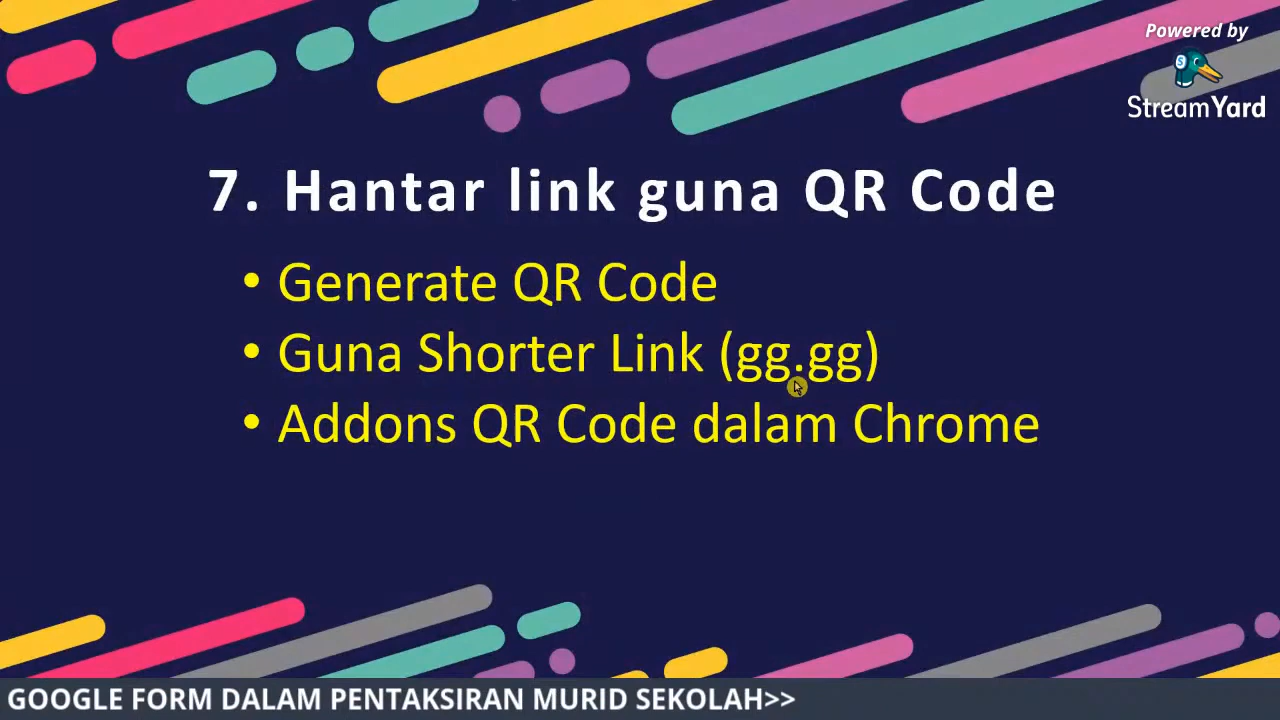 Powered by
StreamYard
7. Hantar link guna QR Code
• Generate QR Code
• Guna Shorter Link (gg.gg)
• Addons QR Code dalam Chrome
GOOGLE FORM DALAM PENTAKSIRAN MURID SEKOLAH>>